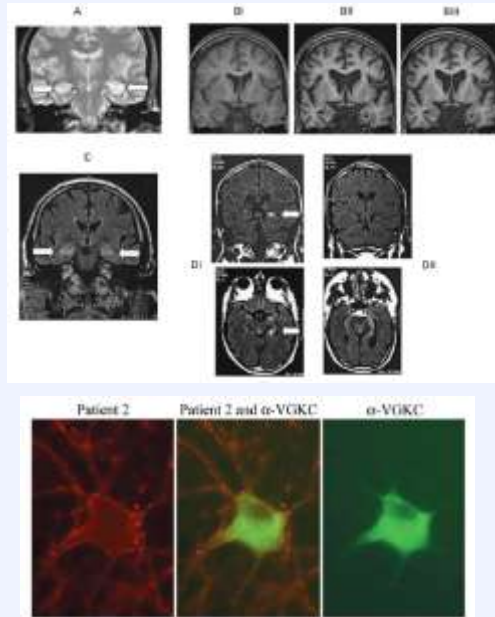 A
Bi
Bii
Biii
C
Di
Dii
Patient 2
Patient 2 and α-VGKC
α-VGKC